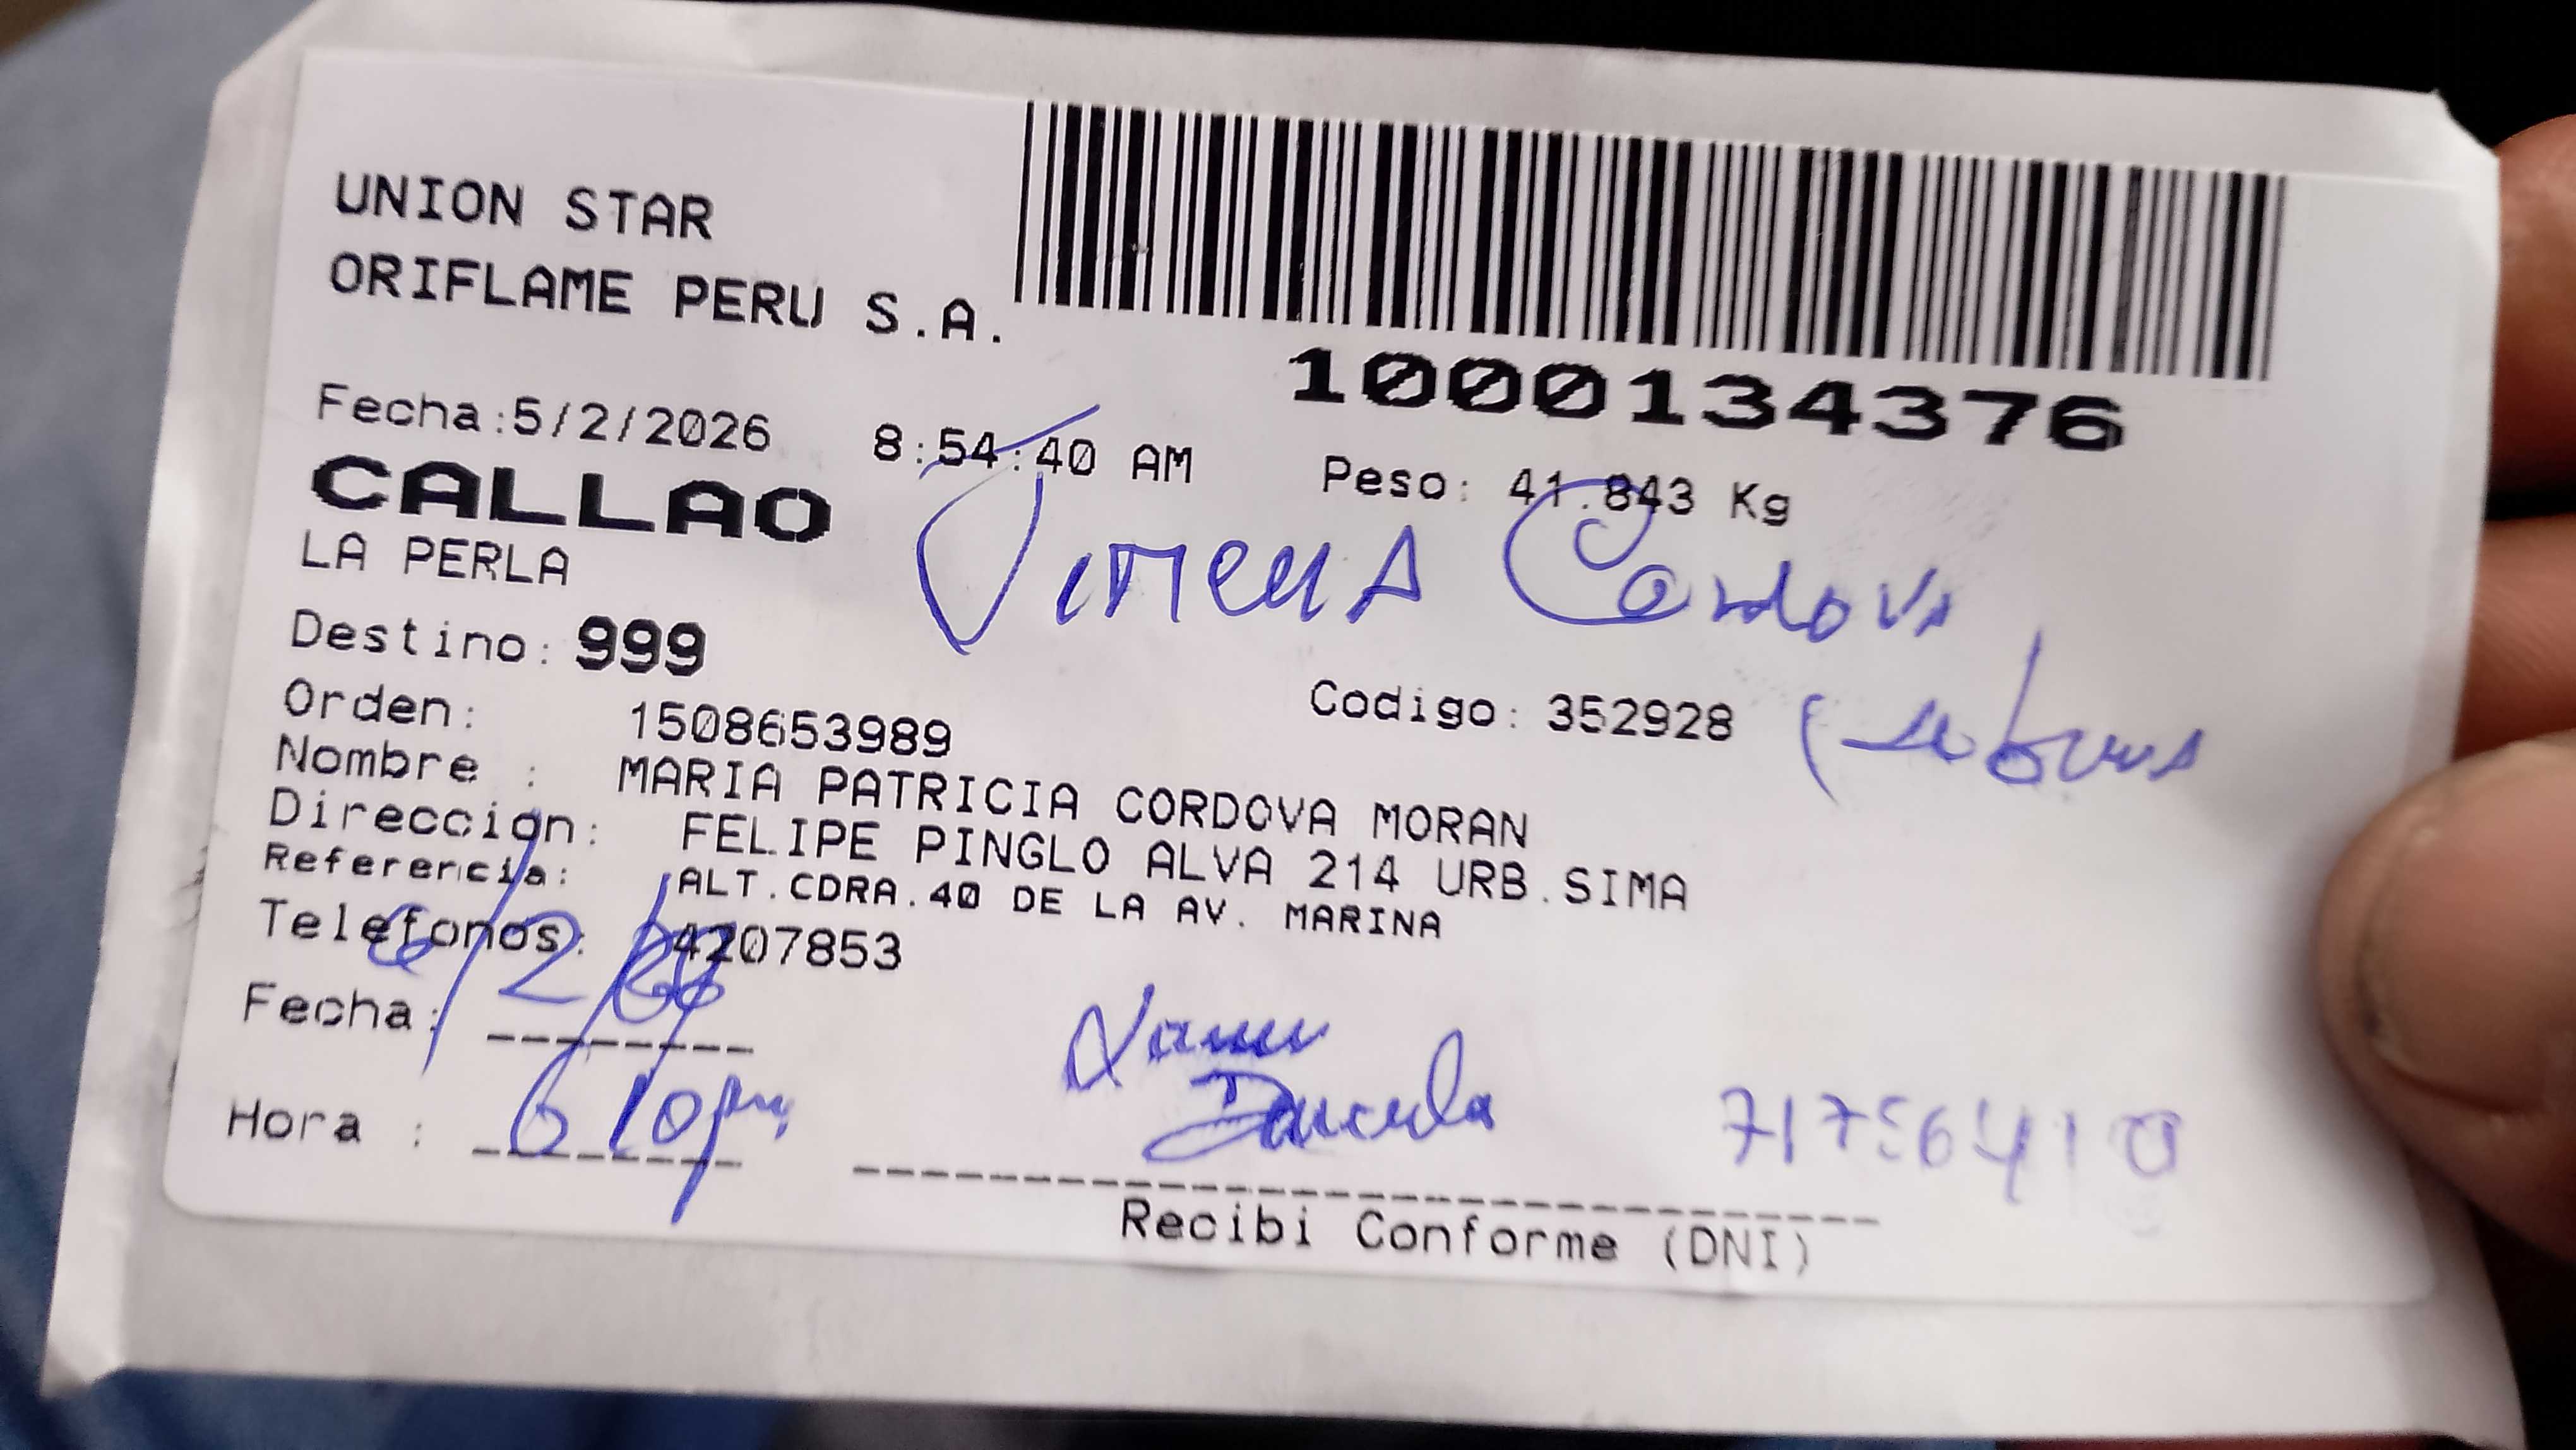 UNION STAR
ORIFLAME PERU S.A.
1000134376
Fecha:5/2/2026 8:54:40 AM Peso: 41.843 Kg
CALLAO
LA PERLA
Jimena Cordova
Destino: 999
Orden: 1508653989 Codigo: 352928
Nombre : MARIA PATRICIA CORDOVA MORAN
Direccion: FELIPE PINGLO ALVA 214 URB.SIMA
Referencia: ALT.CDRA.40 DE LA AV. MARINA
Telefonos: 4207853
Fecha: 6/2/26
Hora : 6 10pm
Recibi Conforme (DNI)